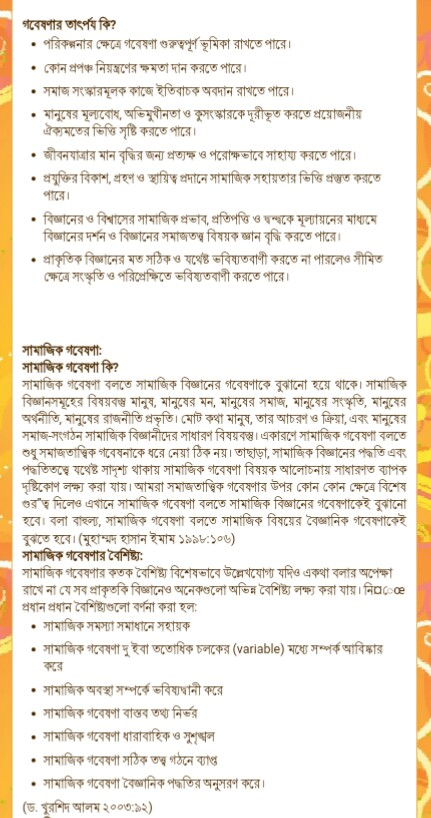 গবেষণার তাৎপর্য কি?
• পরিকল্পনার ক্ষেত্রে গবেষণা গুরুত্বপূর্ণ ভূমিকা রাখতে পারে।
• কোন প্রপঞ্চ নিয়ন্ত্রণের ক্ষমতা দান করতে পারে।
• সমাজ সংস্কারমূলক কাজে ইতিবাচক অবদান রাখতে পারে।
• মানুষের মূল্যবোধ, অভিমুখীনতা ও কুসংস্কারকে দূরীভূত করতে প্রয়োজনীয়
ঐক্যমতের ভিত্তি সৃষ্টি করতে পারে।
• জীবনযাত্রার মান বৃদ্ধির জন্য প্রত্যক্ষ ও পরোক্ষভাবে সাহায্য করতে পারে।
• প্রযুক্তির বিকাশ, গ্রহণ ও স্থায়িত্ব প্রদানে সামাজিক সহায়তার ভিত্তি প্রস্তুত করতে
পারে।
• বিজ্ঞানের ও বিশ্বাসের সামাজিক প্রভাব, প্রতিপত্তি ও দ্বন্দ্বকে মূল্যায়নের মাধ্যমে
বিজ্ঞানের দর্শন ও বিজ্ঞানের সমাজতত্ত্ব বিষয়ক জ্ঞান বৃদ্ধি করতে পারে।
• প্রাকৃতিক বিজ্ঞানের মত সঠিক ও যথেষ্ট ভবিষ্যতবাণী করতে না পারলেও সীমিত
ক্ষেত্রে সংস্কৃতি ও পরিপ্রেক্ষিতে ভবিষ্যতবাণী করতে পারে।
সামাজিক গবেষণা:
সামাজিক গবেষণা কি?
সামাজিক গবেষণা বলতে সামাজিক বিজ্ঞানের গবেষণাকে বুঝানো হয়ে থাকে। সামাজিক
বিজ্ঞানসমূহের বিষয়বস্তু মানুষ, মানুষের মন, মানুষের সমাজ, মানুষের সংস্কৃতি, মানুষের
অর্থনীতি, মানুষের রাজনীতি প্রভৃতি। মোট কথা মানুষ, তার আচরণ ও ক্রিয়া, এবং মানুষের
সমাজ-সংগঠন সামাজিক বিজ্ঞানীদের সাধারণ বিষয়বস্তু। একারণে সামাজিক গবেষণা বলতে
শুধু সমাজতাত্ত্বিক গবেষনাকে ধরে নেয়া ঠিক নয়। তাছাড়া, সামাজিক বিজ্ঞানের পদ্ধতি এবং
পদ্ধতিতত্ত্বে যথেষ্ট সাদৃশ্য থাকায় সামাজিক গবেষণা বিষয়ক আলোচনায় সাধারণত ব্যাপক
দৃষ্টিকোণ লক্ষ্য করা যায়। আমরা সমাজতাত্ত্বিক গবেষণার উপর কোন কোন ক্ষেত্রে বিশেষ
গুর"ত্ব দিলেও এখানে সামাজিক গবেষণা বলতে সামাজিক বিজ্ঞানের গবেষণাকেই বুঝানো
হবে। বলা বাহুল্য, সামাজিক গবেষণা বলতে সামাজিক বিষয়ের বৈজ্ঞানিক গবেষণাকেই
বুঝতে হবে। (মুহাম্মদ হাসান ইমাম ১৯৯৮:১০৬)
সামাজিক গবেষণার বৈশিষ্ট্য:
সামাজিক গবেষণার কতক বৈশিষ্ট্য বিশেষভাবে উল্লেখযোগ্য যদিও একথা বলার অপেক্ষা
রাখে না যে সব প্রাকৃতকি বিজ্ঞানেও অনেকগুলো অভিন্ন বৈশিষ্ট্য লক্ষ্য করা যায়।
প্রধান প্রধান বৈশিষ্ট্যগুলো বর্ণনা করা হল:
• সামাজিক সমস্যা সমাধানে সহায়ক
• সামাজিক গবেষণা দু ইবা ততোধিক চলকের (variable) মধ্যে সম্পর্ক আবিষ্কার
করে
• সামাজিক অবস্থা সম্পর্কে ভবিষ্যদ্বানী করে
• সামাজিক গবেষণা বাস্তব তথ্য নির্ভর
• সামাজিক গবেষণা ধারাবাহিক ও সুশৃঙ্খল
• সামাজিক গবেষণা সঠিক তত্ত্ব গঠনে ব্যাপ্ত
• সামাজিক গবেষণা বৈজ্ঞানিক পদ্ধতির অনুসরণ করে।
(ড. খুরশিদ আলম ২০০৩:৯২)